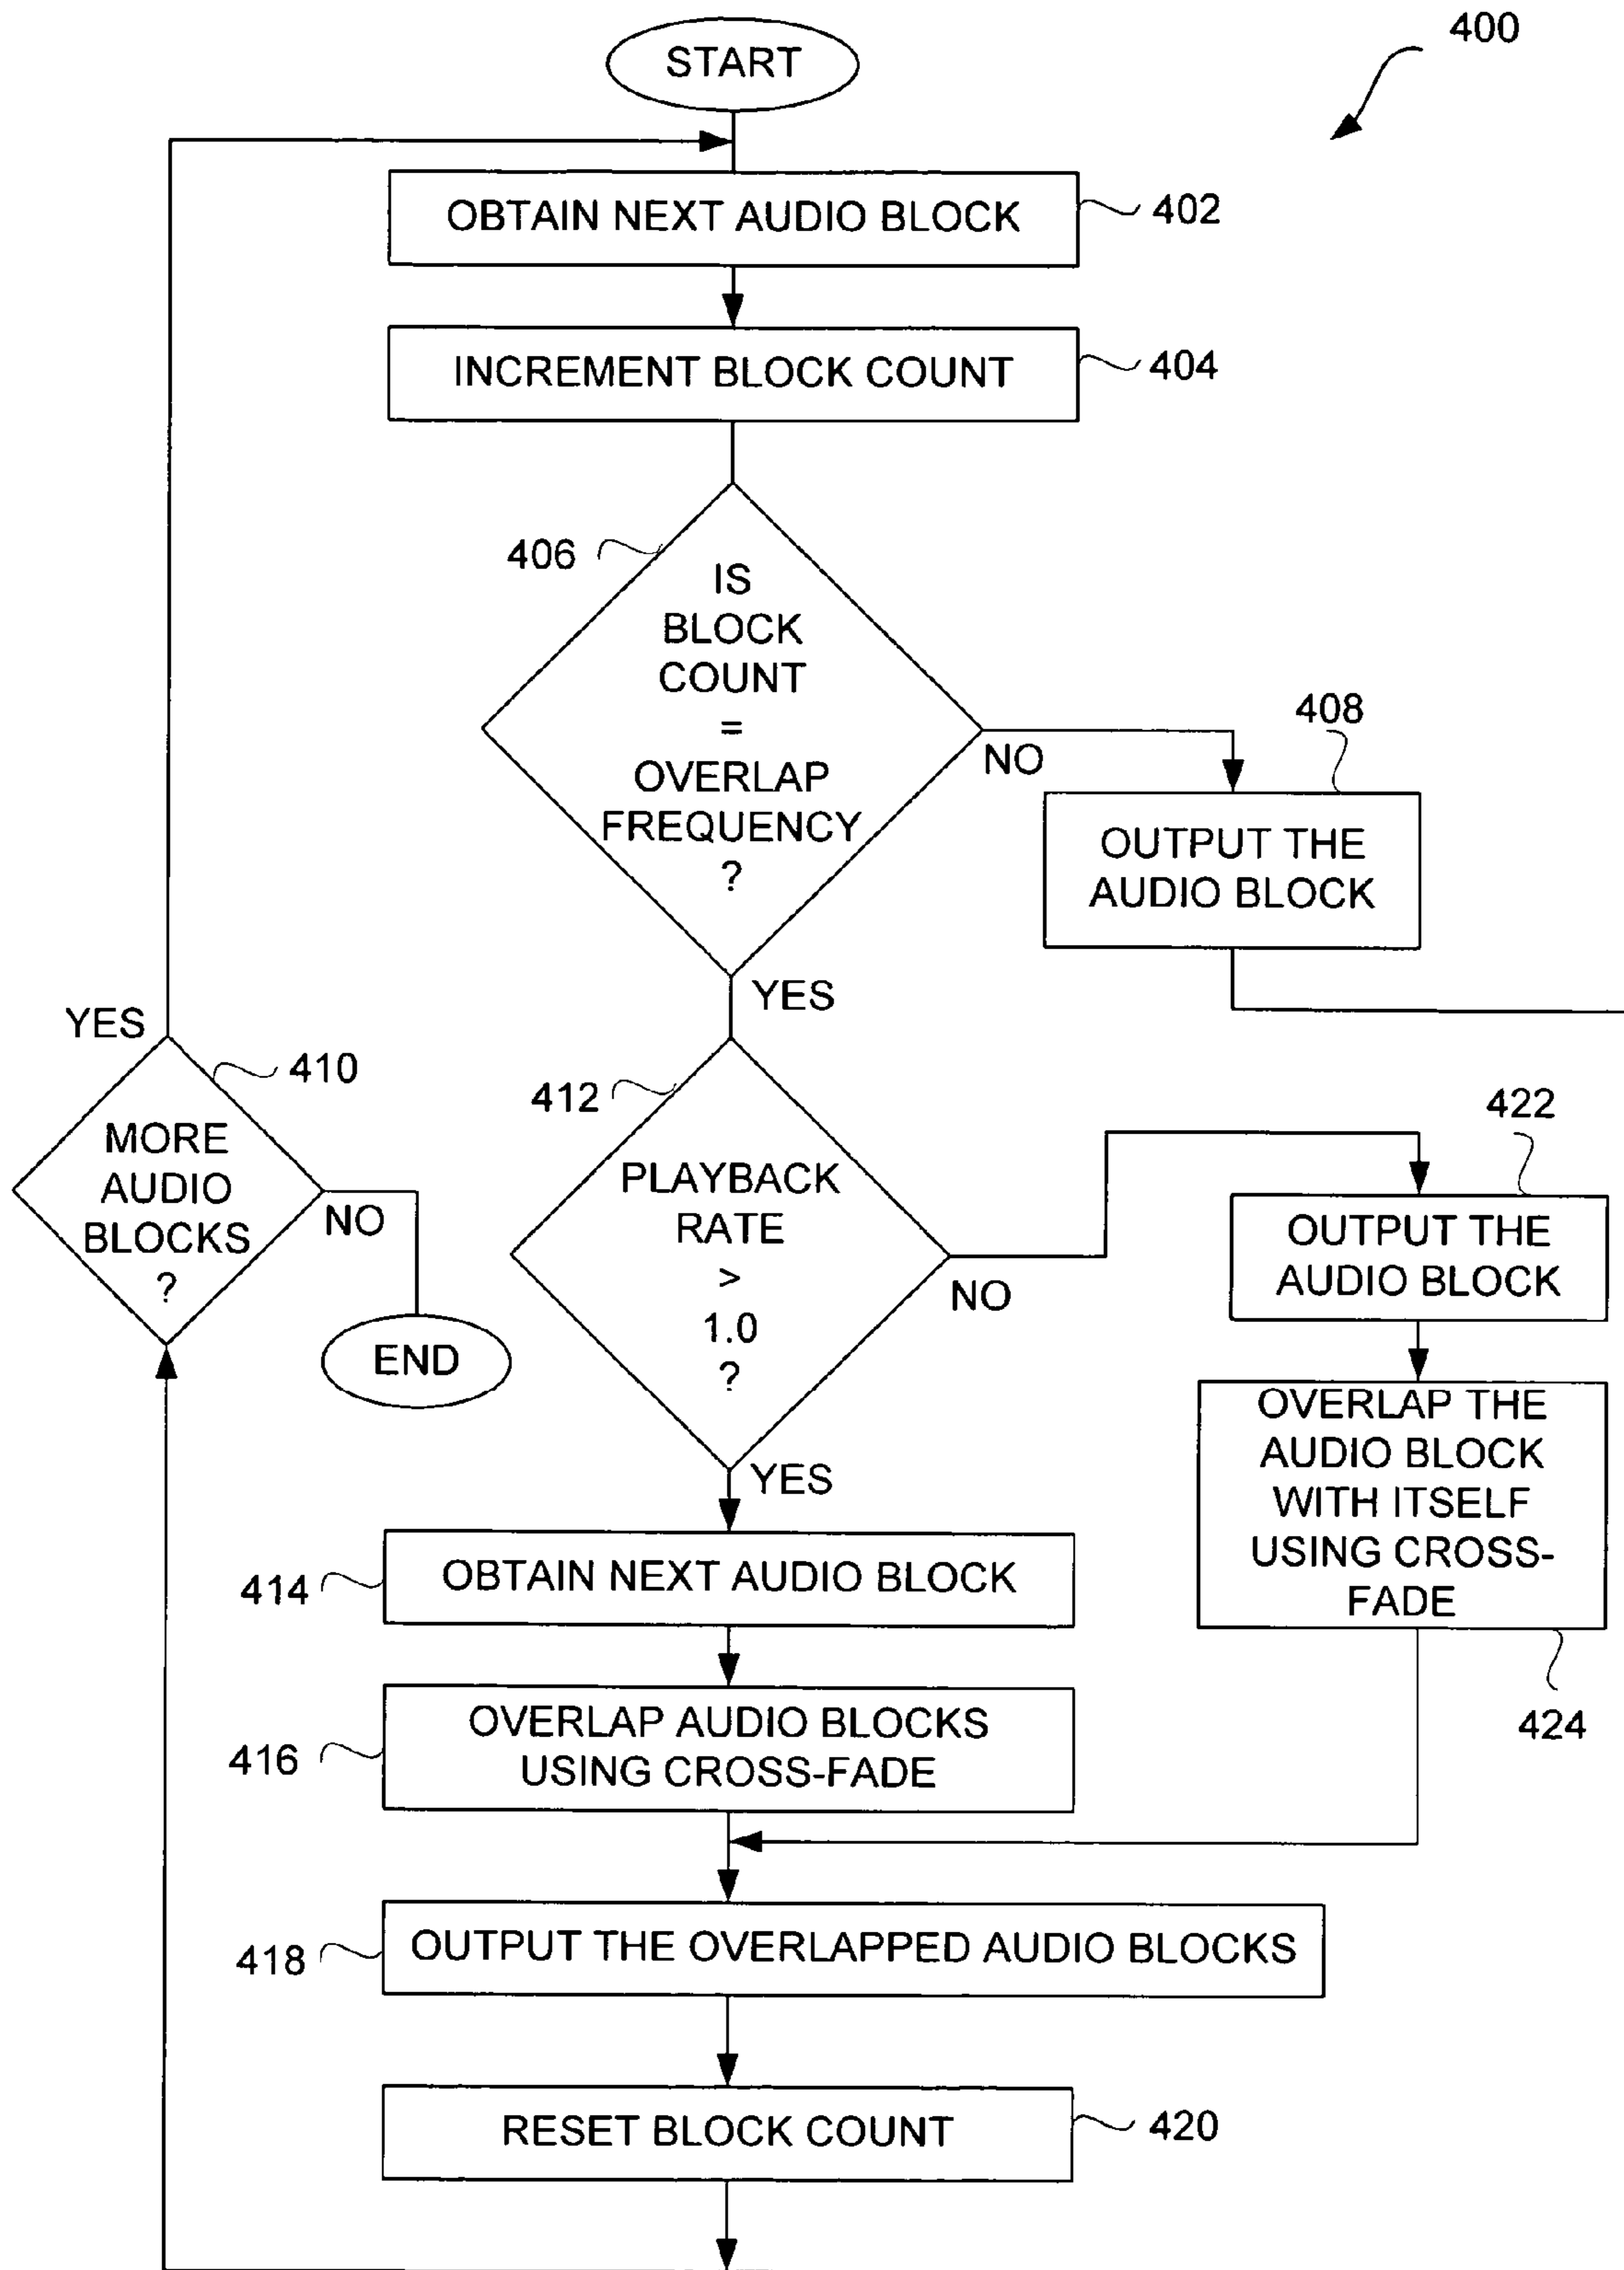 400
START
OBTAIN NEXT AUDIO BLOCK
402
INCREMENT BLOCK COUNT
404
406
IS
BLOCK
COUNT
=
OVERLAP
FREQUENCY
?
NO
408
OUTPUT THE
AUDIO BLOCK
YES
YES
410
MORE
AUDIO
BLOCKS
?
NO
END
412
PLAYBACK
RATE
>
1.0
?
NO
422
OUTPUT THE
AUDIO BLOCK
OVERLAP THE
AUDIO BLOCK
WITH ITSELF
USING CROSS-
FADE
424
YES
414
OBTAIN NEXT AUDIO BLOCK
416
OVERLAP AUDIO BLOCKS
USING CROSS-FADE
418
OUTPUT THE OVERLAPPED AUDIO BLOCKS
RESET BLOCK COUNT
420